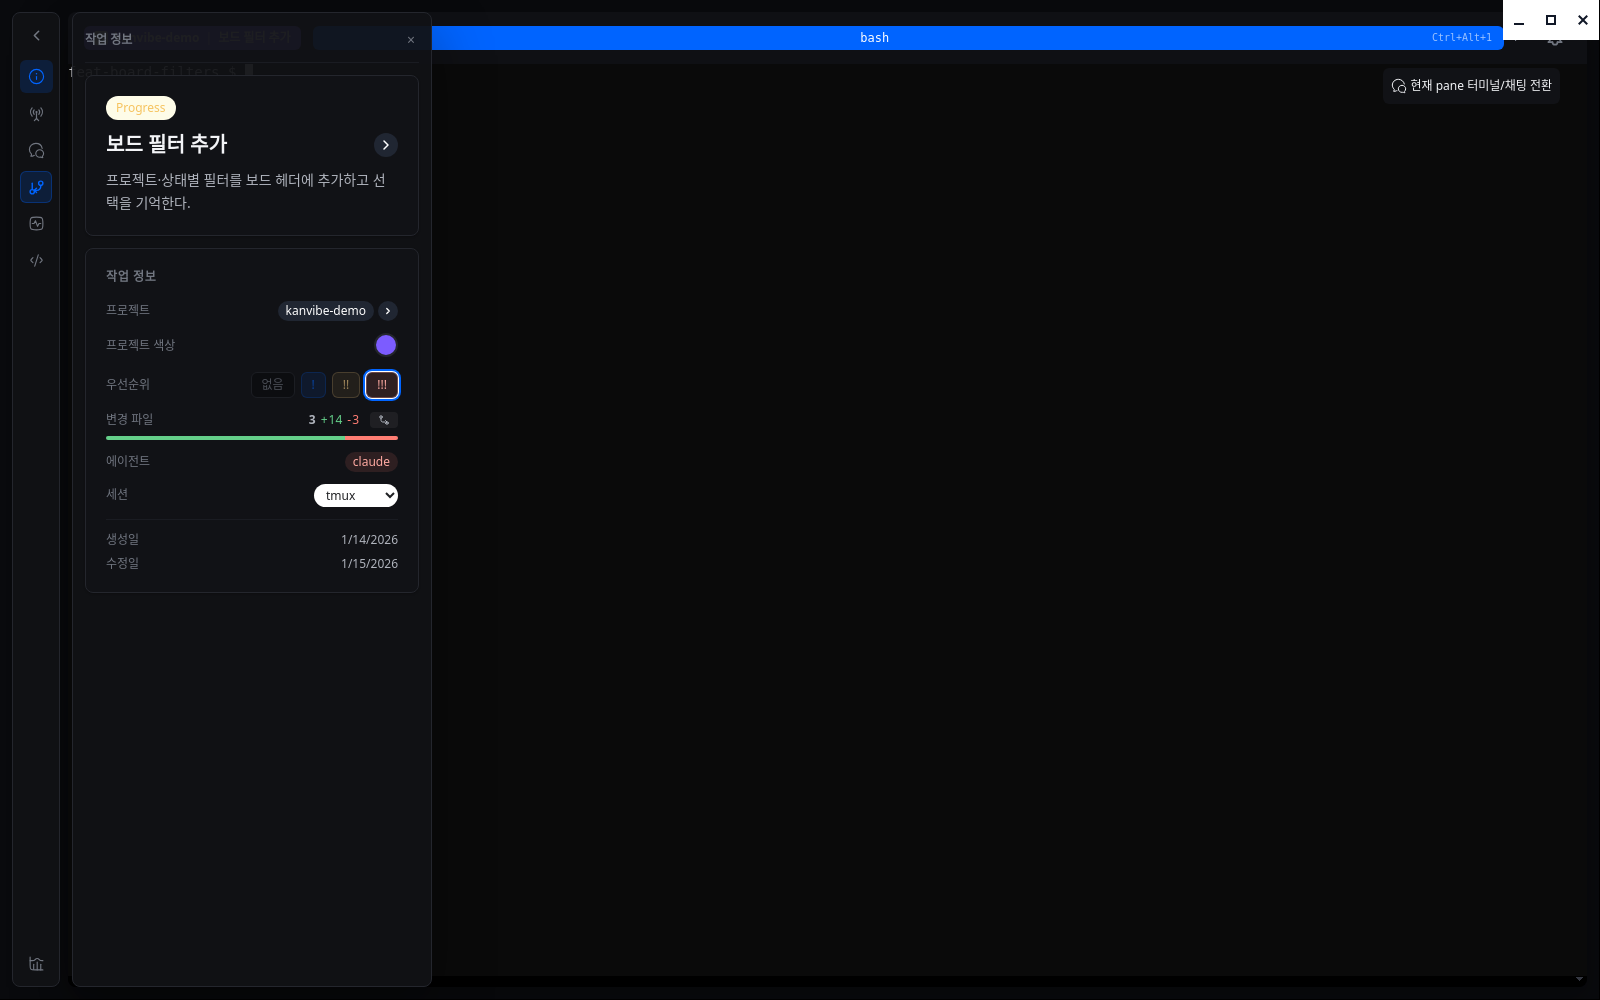 작업 정보
×
bash
Ctrl+Alt+1
feat-board-filters $
현재 pane 터미널/채팅 전환
Progress
보드 필터 추가
프로젝트·상태별 필터를 보드 헤더에 추가하고 선
택을 기억한다.
작업 정보
프로젝트 kanvibe-demo
프로젝트 색상
우선순위 없음 ! !! !!!
변경 파일 3 +14 -3
에이전트 claude
세션 tmux
생성일 1/14/2026
수정일 1/15/2026